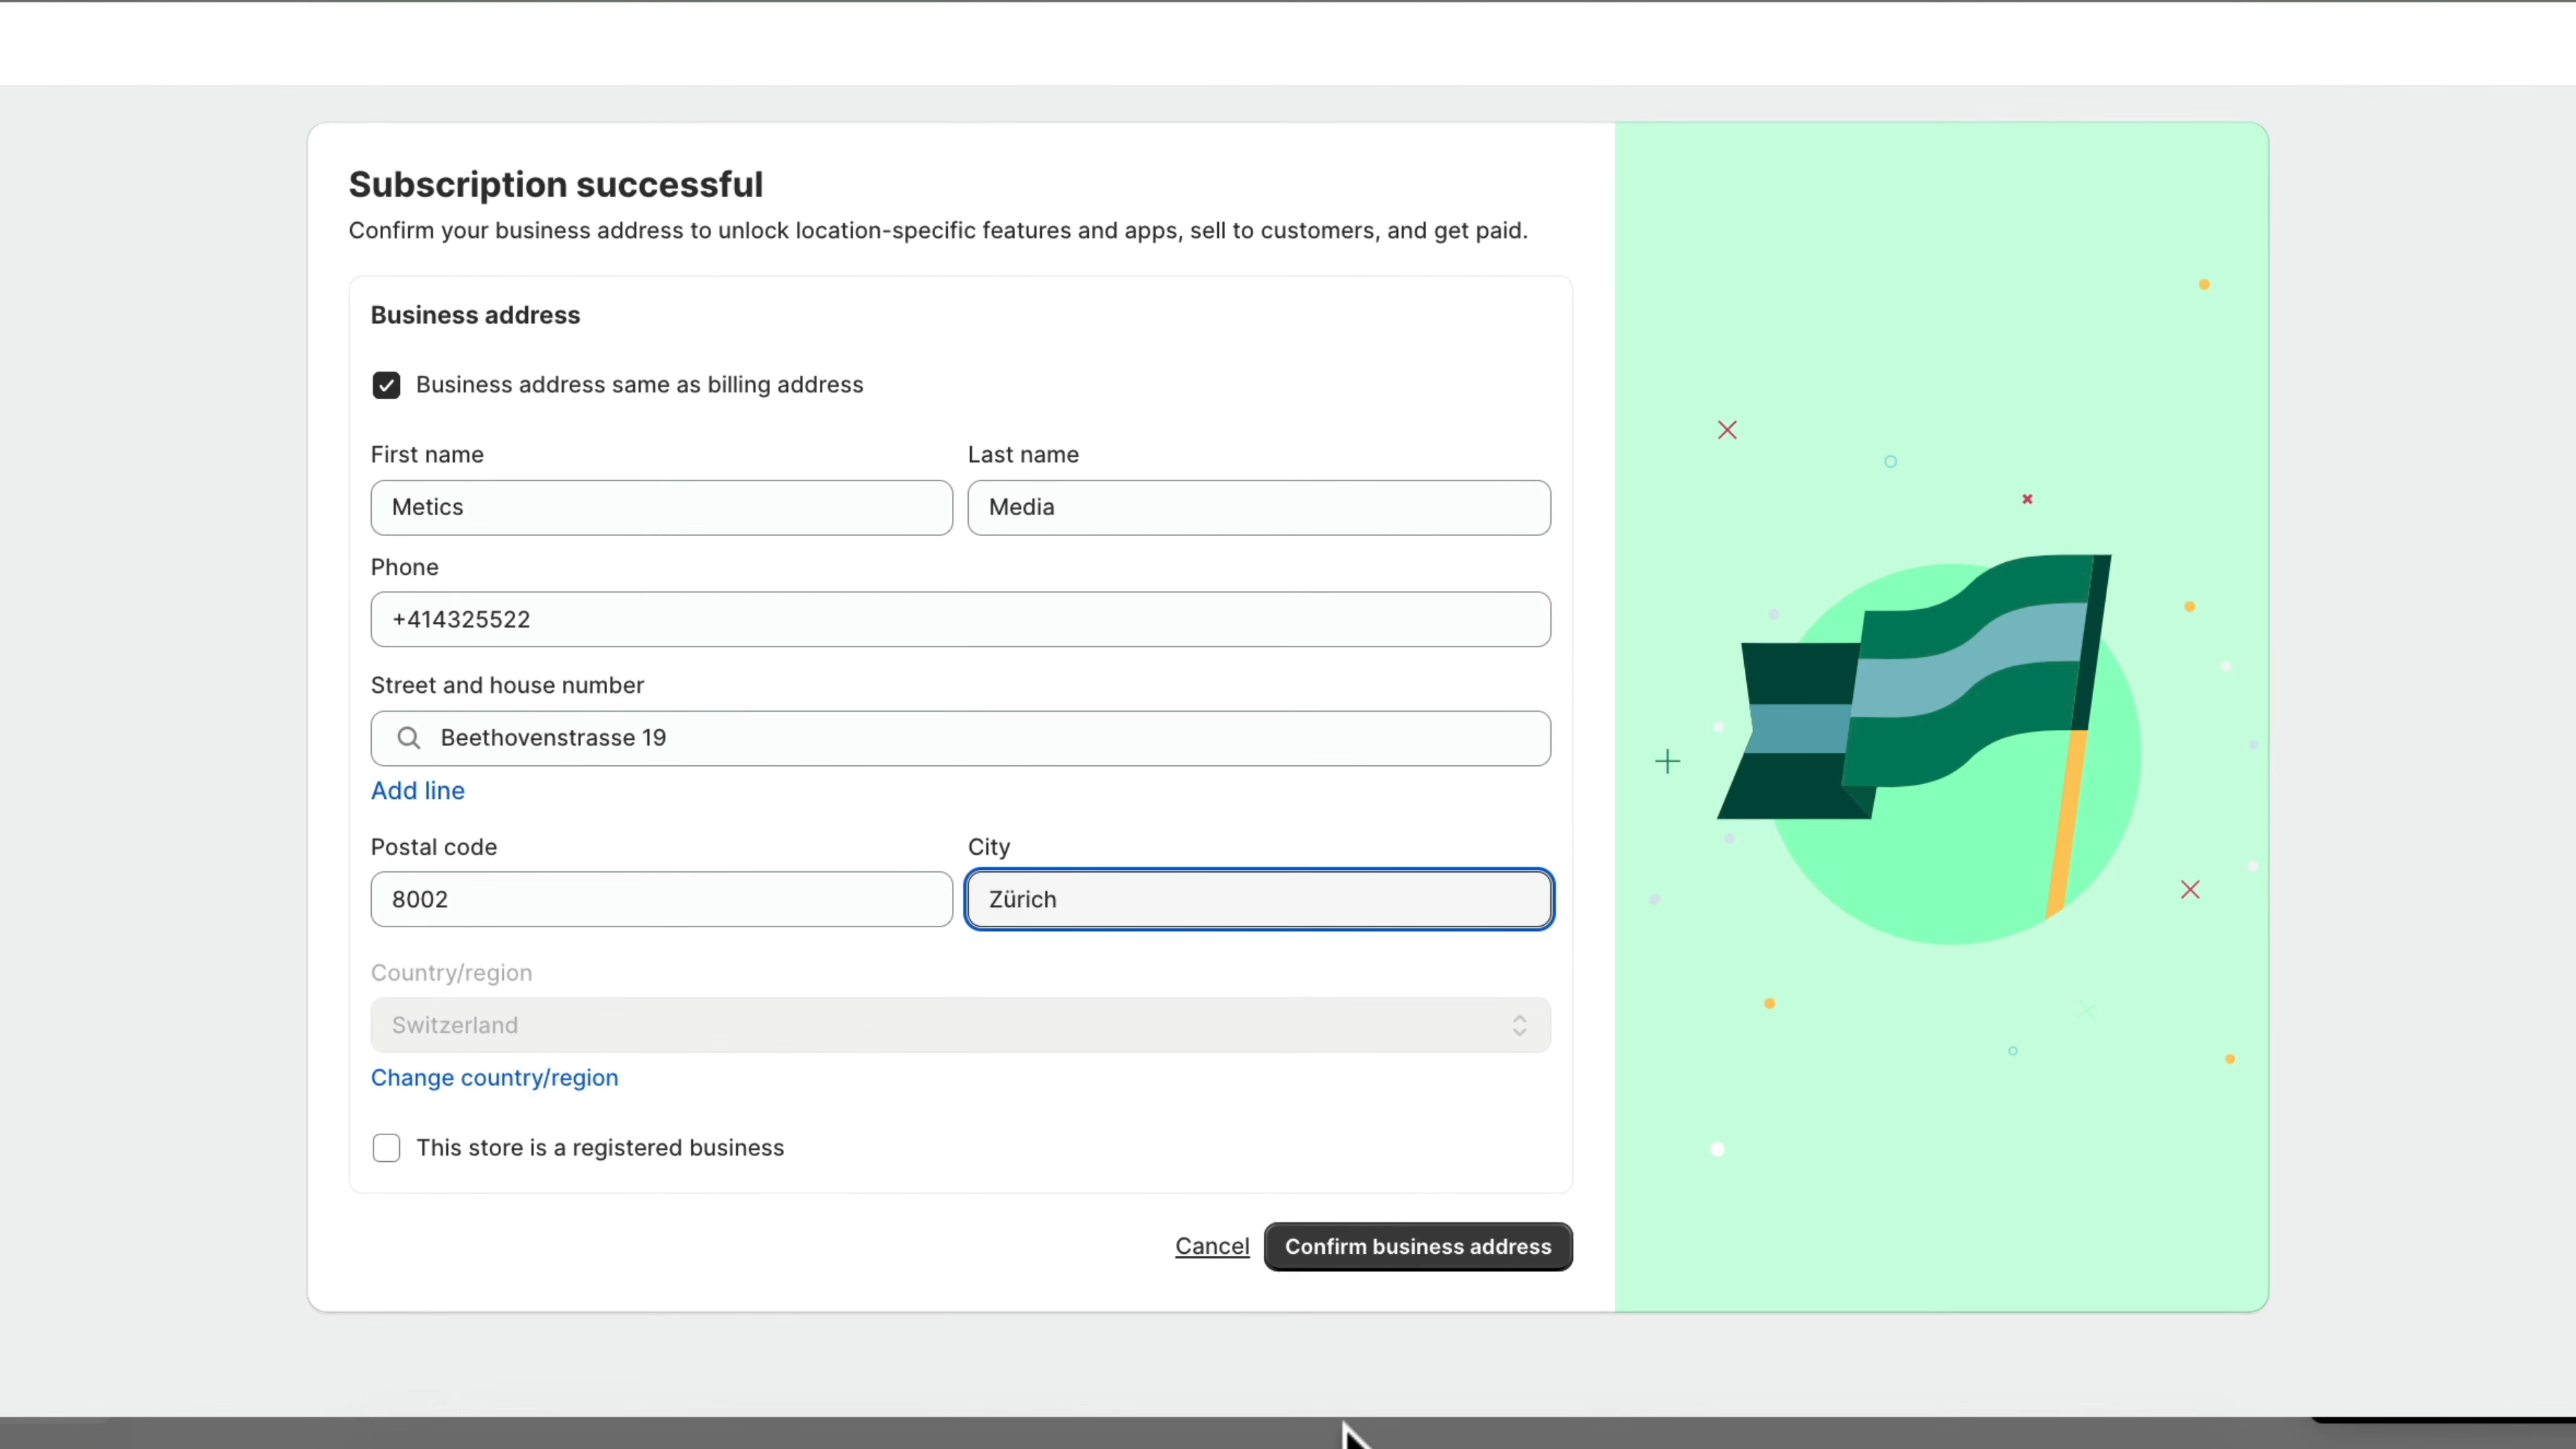 Subscription successful
Confirm your business address to unlock location-specific features and apps, sell to customers, and get paid.
Business address
Business address same as billing address
First name
Last name
Metics
Media
Phone
+414325522
Street and house number
Beethovenstrasse 19
Add line
Postal code
City
8002
Zürich
Country/region
Switzerland
Change country/region
This store is a registered business
Cancel
Confirm business address